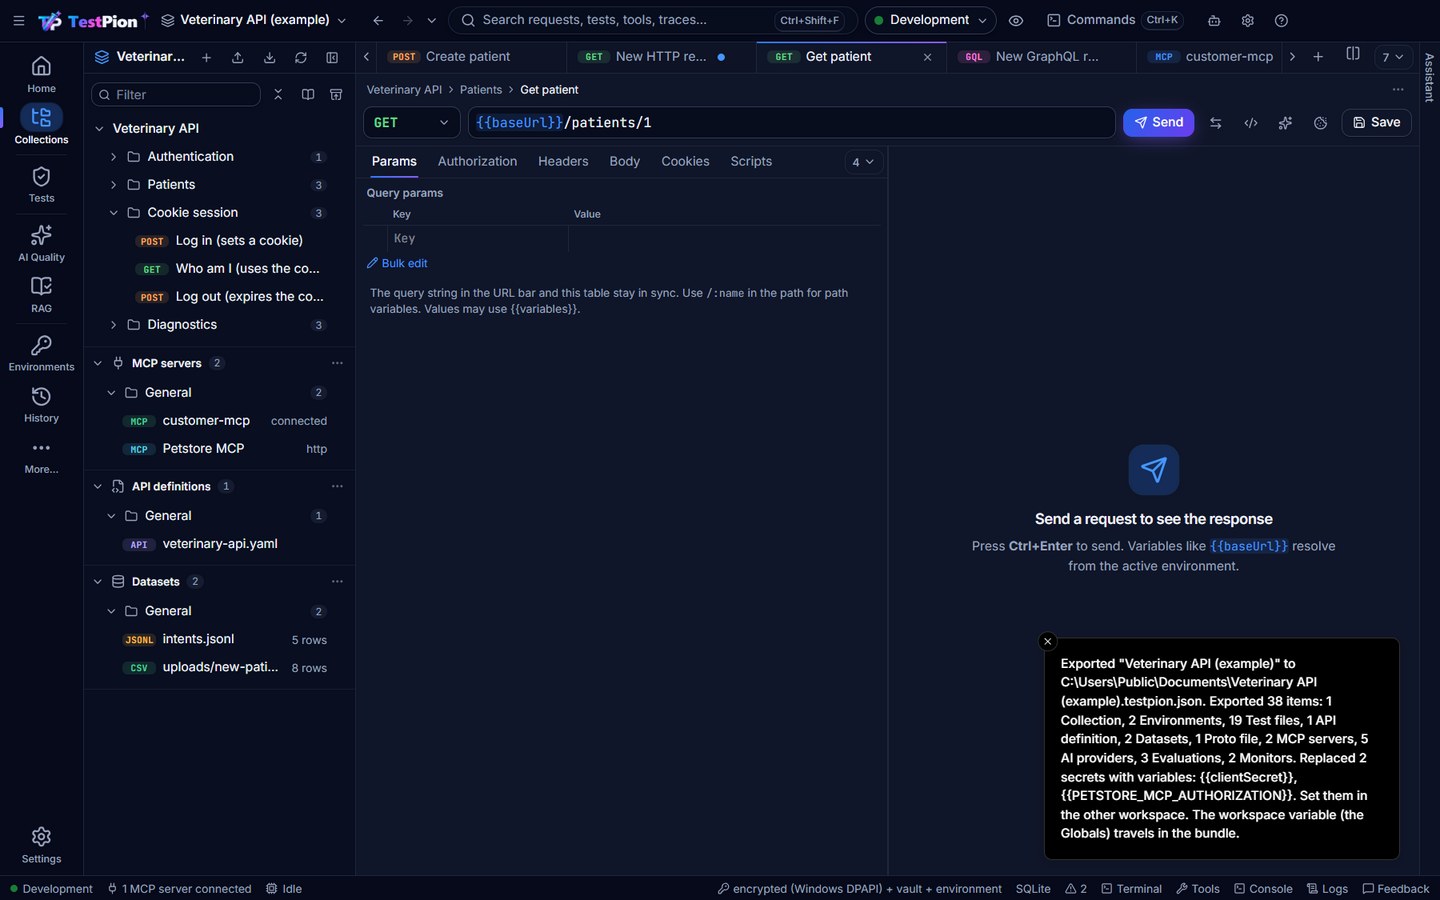 TestPion
Veterinary API (example)
Search requests, tests, tools, traces...
Ctrl+Shift+F
Development
Commands
Ctrl+K
Home
Collections
Tests
AI Quality
RAG
Environments
History
More...
Settings
Veterinar...
Filter
Veterinary API
Authentication 1
Patients 3
Cookie session 3
POST Log in (sets a cookie)
GET Who am I (uses the co...
POST Log out (expires the co...
Diagnostics 3
MCP servers 2
General 2
MCP customer-mcp connected
MCP Petstore MCP http
API definitions 1
General 1
API veterinary-api.yaml
Datasets 2
General 2
JSONL intents.jsonl 5 rows
CSV uploads/new-pati... 8 rows
POST Create patient
GET New HTTP re...
GET Get patient
GQL New GraphQL r...
MCP customer-mcp
7
Assistant
Veterinary API > Patients > Get patient
GET
{{baseUrl}}/patients/1
Send
Save
Params Authorization Headers Body Cookies Scripts 4
Query params
Key Value
Key
Bulk edit
The query string in the URL bar and this table stay in sync. Use /:name in the path for path
variables. Values may use {{variables}}.
Send a request to see the response
Press Ctrl+Enter to send. Variables like {{baseUrl}} resolve
from the active environment.
Exported "Veterinary API (example)" to
C:\Users\Public\Documents\Veterinary API
(example).testpion.json. Exported 38 items: 1
Collection, 2 Environments, 19 Test files, 1 API
definition, 2 Datasets, 1 Proto file, 2 MCP servers, 5
AI providers, 3 Evaluations, 2 Monitors. Replaced 2
secrets with variables: {{clientSecret}},
{{PETSTORE_MCP_AUTHORIZATION}}. Set them in
the other workspace. The workspace variable (the
Globals) travels in the bundle.
Development
1 MCP server connected
Idle
encrypted (Windows DPAPI) + vault + environment
SQLite
2
Terminal
Tools
Console
Logs
Feedback